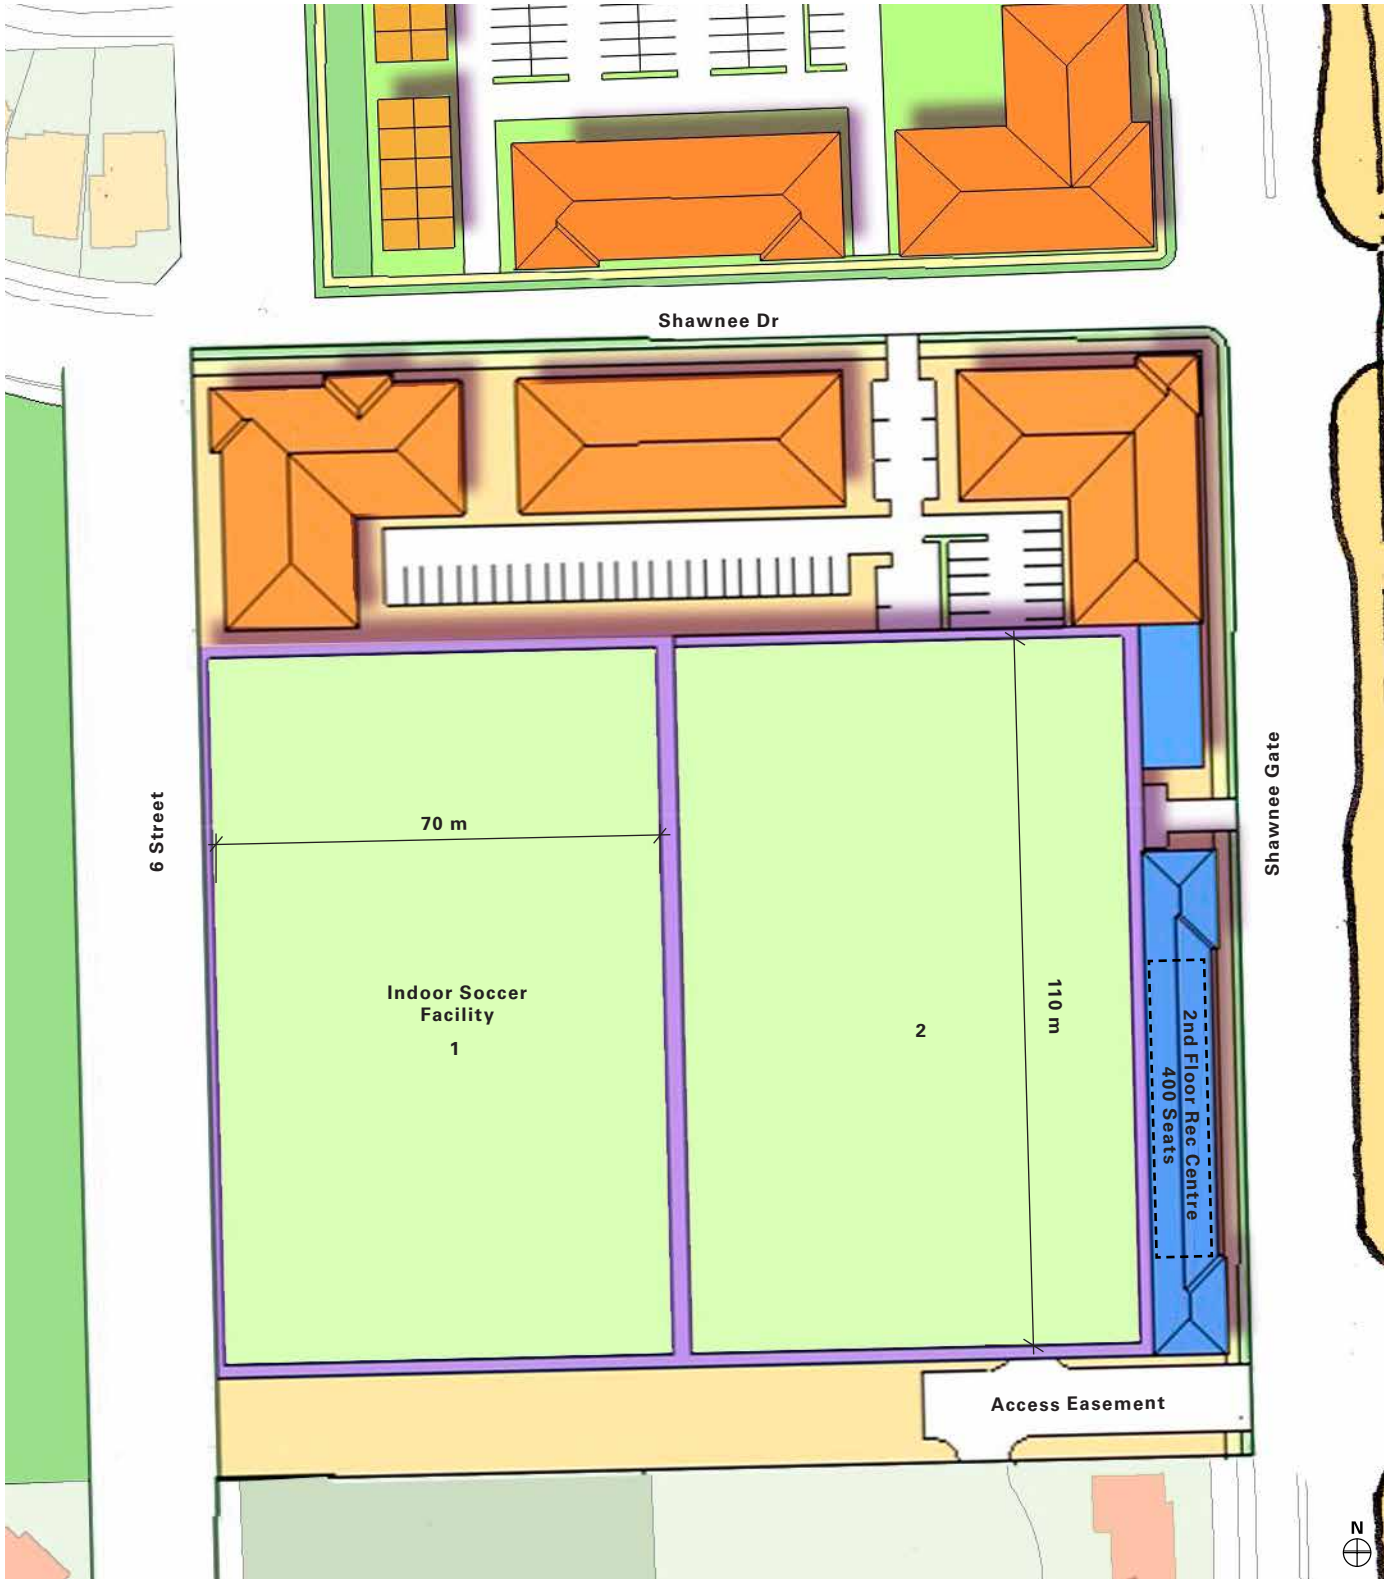 Shawnee Dr
6 Street
70 m
Shawnee Gate
Indoor Soccer
Facility
1
2
110 m
2nd Floor Rec Centre
400 Seats
Access Easement
N